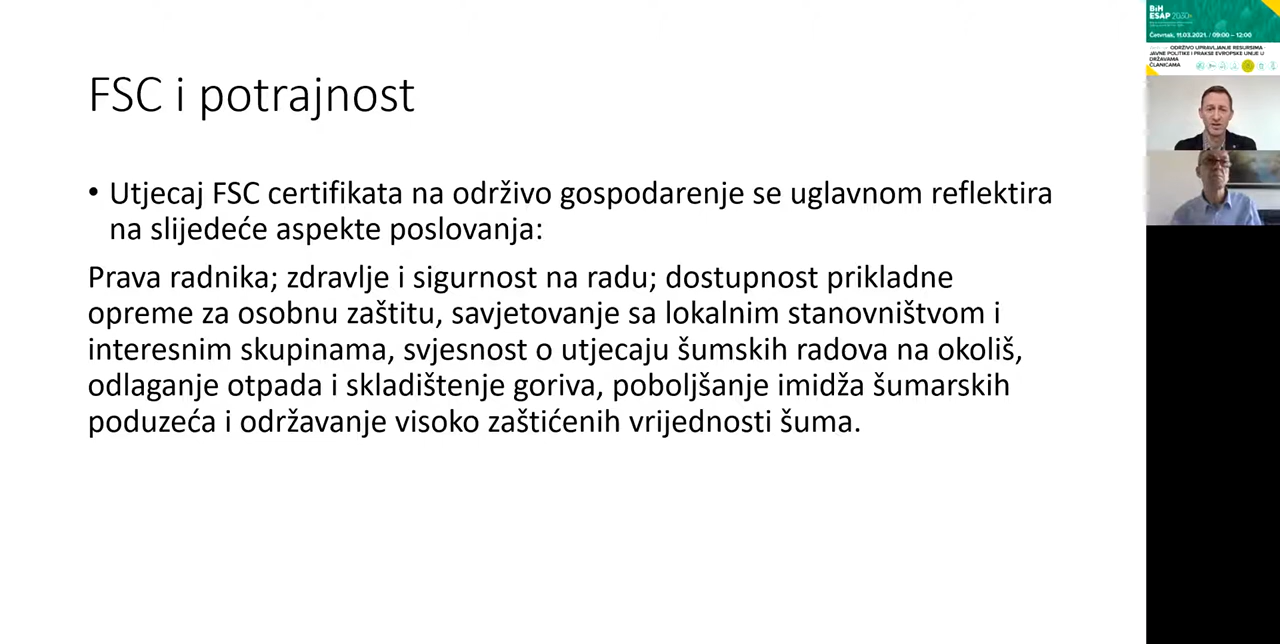 FSC i potrajnost
• Utjecaj FSC certifikata na održivo gospodarenje se uglavnom reflektira
na slijedeće aspekte poslovanja:
Prava radnika; zdravlje i sigurnost na radu; dostupnost prikladne
opreme za osobnu zaštitu, savjetovanje sa lokalnim stanovništvom i
interesnim skupinama, svjesnost o utjecaju šumskih radova na okoliš,
odlaganje otpada i skladištenje goriva, poboljšanje imidža šumarskih
poduzeća i održavanje visoko zaštićenih vrijednosti šuma.
BiH
ESAP 2030+
Četvrtak, 11.03.2021. / 09:00 – 12:00
ODRŽIVO UPRAVLJANJE RESURSIMA -
JAVNE POLITIKE I PRAKSE EVROPSKE UNIJE U
DRŽAVAMA
ČLANICAMA